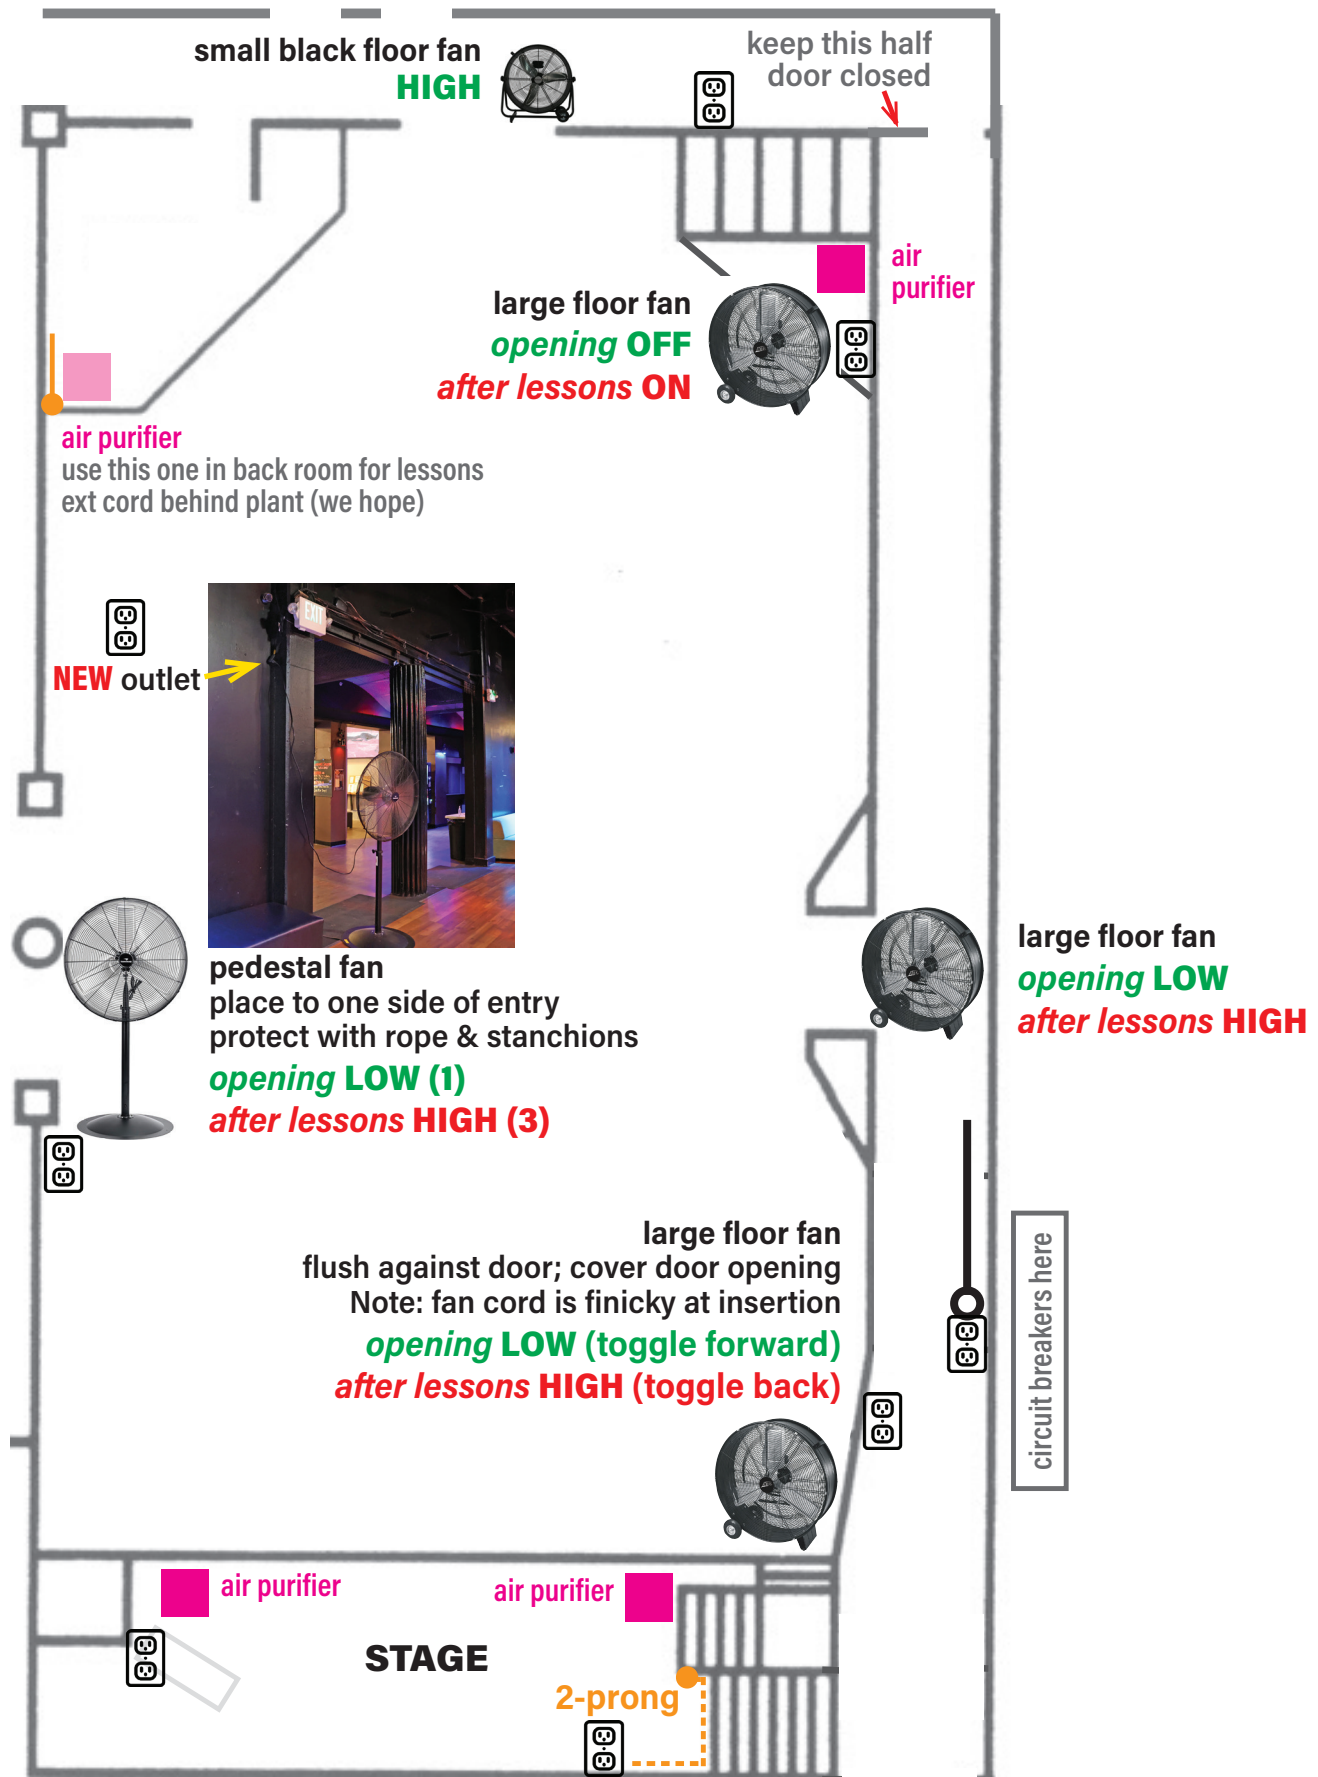 small black floor fan
HIGH
keep this half
door closed
air
purifier
large floor fan
opening OFF
after lessons ON
air purifier
use this one in back room for lessons
ext cord behind plant (we hope)
EXIT
NEW outlet
pedestal fan
place to one side of entry
protect with rope & stanchions
opening LOW (1)
after lessons HIGH (3)
large floor fan
opening LOW
after lessons HIGH
large floor fan
flush against door; cover door opening
Note: fan cord is finicky at insertion
opening LOW (toggle forward)
after lessons HIGH (toggle back)
circuit breakers here
air purifier
air purifier
STAGE
2-prong